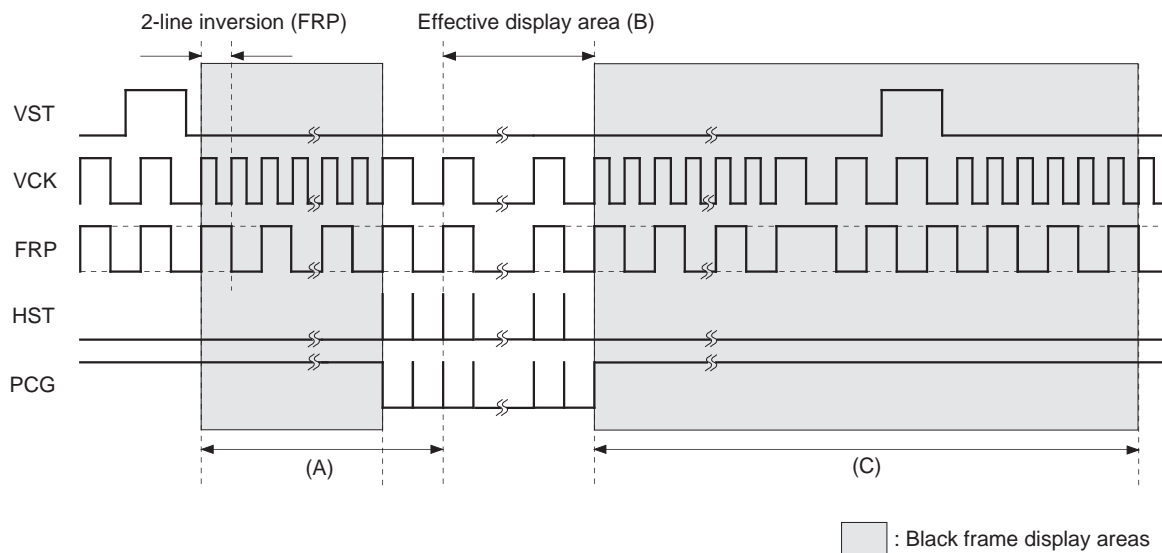 2-line inversion (FRP)
Effective display area (B)
VST
VCK
FRP
HST
PCG
(A)
(C)
: Black frame display areas